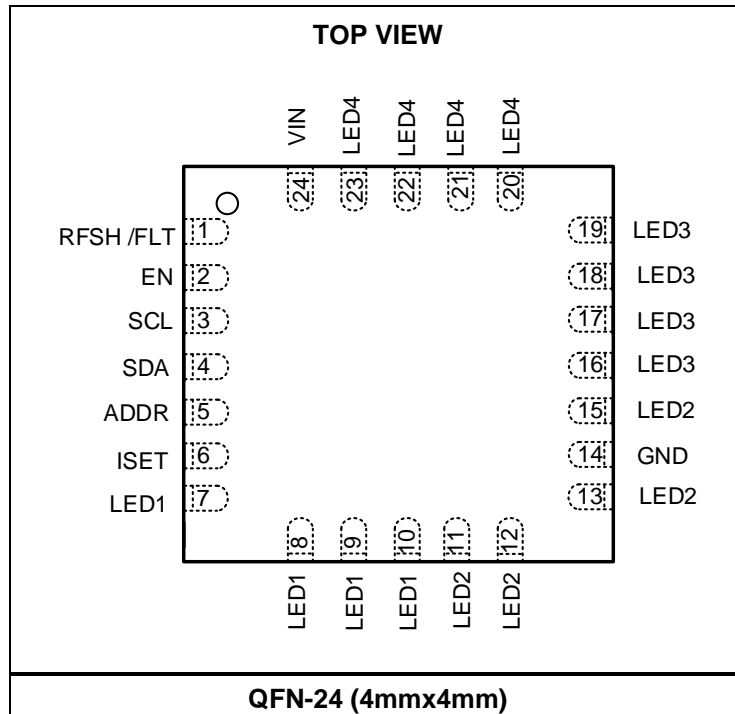 TOP VIEW
VIN
LED4
LED4
LED4
LED4
24
23
22
21
20
RFSH /FLT 1
EN 2
SCL 3
SDA 4
ADDR 5
ISET 6
LED1 7
19 LED3
18 LED3
17 LED3
16 LED3
15 LED2
14 GND
13 LED2
8
9
10
11
12
LED1
LED1
LED1
LED2
LED2
QFN-24 (4mmx4mm)